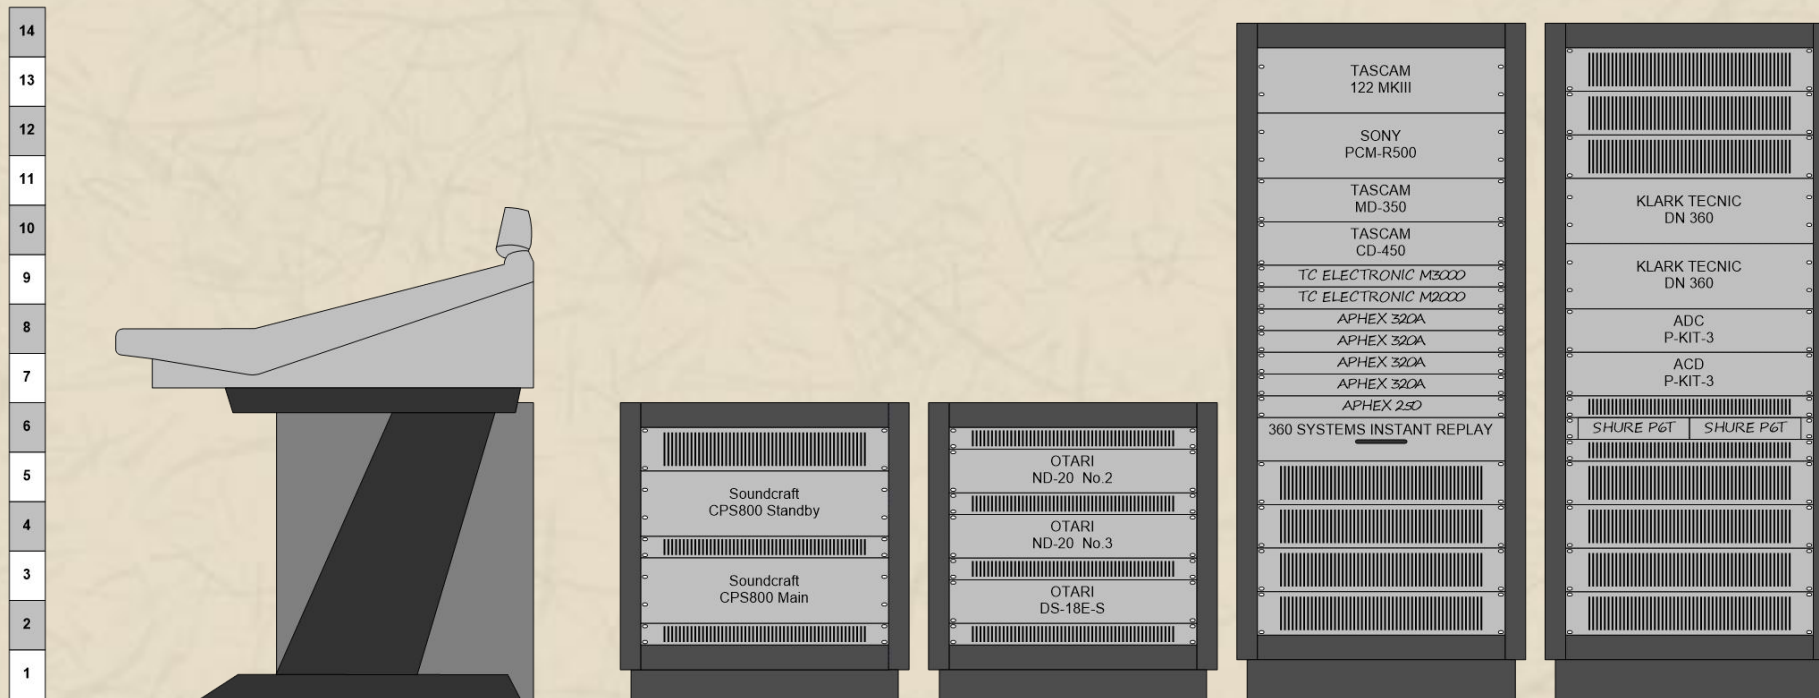 14
13
12
11
10
9
8
7
6
5
4
3
2
1
Soundcraft
CPS800 Standby
Soundcraft
CPS800 Main
OTARI
ND-20 No.2
OTARI
ND-20 No.3
OTARI
DS-18E-S
TASCAM
122 MKIII
SONY
PCM-R500
TASCAM
MD-350
TASCAM
CD-450
TC ELECTRONIC M3000
TC ELECTRONIC M2000
APHEX 320A
APHEX 320A
APHEX 320A
APHEX 320A
APHEX 250
360 SYSTEMS INSTANT REPLAY
KLARK TECNIC
DN 360
KLARK TECNIC
DN 360
ADC
P-KIT-3
ACD
P-KIT-3
SHURE P6T SHURE P6T